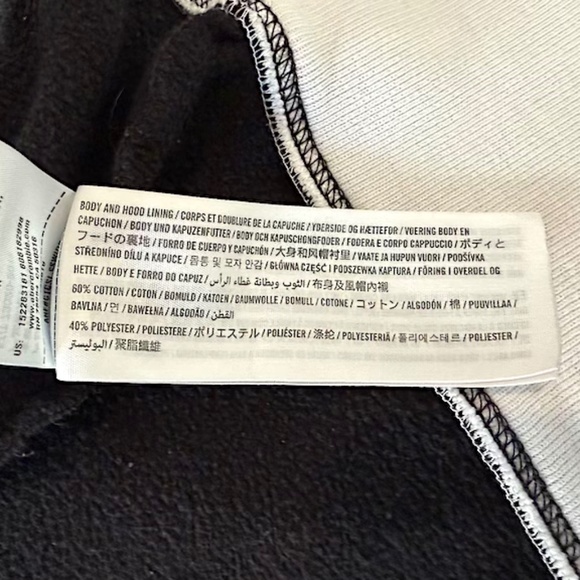 BODY AND HOOD LINING / CORPS ET DOUBLURE DE LA CAPUCHE / YDERSIDE OG HÆTTEFOR / VOERING BODY EN
CAPUCHON / BODY UND KAPUZENFUTTER / BODY OCH KAPUSCHONGFODER / FODERA E CORPO CAPPUCCIO / ボディと
フードの裏地 / FORRO DE CUERPO Y CAPUCHÓN / 大身和风帽衬里 / VAATE JA HUPUN VUORI / PODŠÍVKA
STŘEDNÍHO DÍLU A KAPUCE / 몸통 및 모자 안감 / GŁÓWNA CZĘŚĆ I PODSZEWKA KAPTURA / FÔRING I OVERDEL OG
HETTE / BODY E FORRO DO CAPUZ / الثوب وبطانة غطاء الرأس / 布身及風帽內襯
60% COTTON / COTON / BOMULD / KATOEN / BAUMWOLLE / BOMULL / COTONE / コットン / ALGODÓN / 棉 / PUUVILLAA /
BAVLNA / 면 / BAWEŁNA / ALGODÃO / القطن
40% POLYESTER / POLIESTERE / ポリエステル / POLIÉSTER / 涤纶 / POLYESTERIÄ / 폴리에스테르 / POLIESTER /
البوليستر / 聚脂纖維
US: